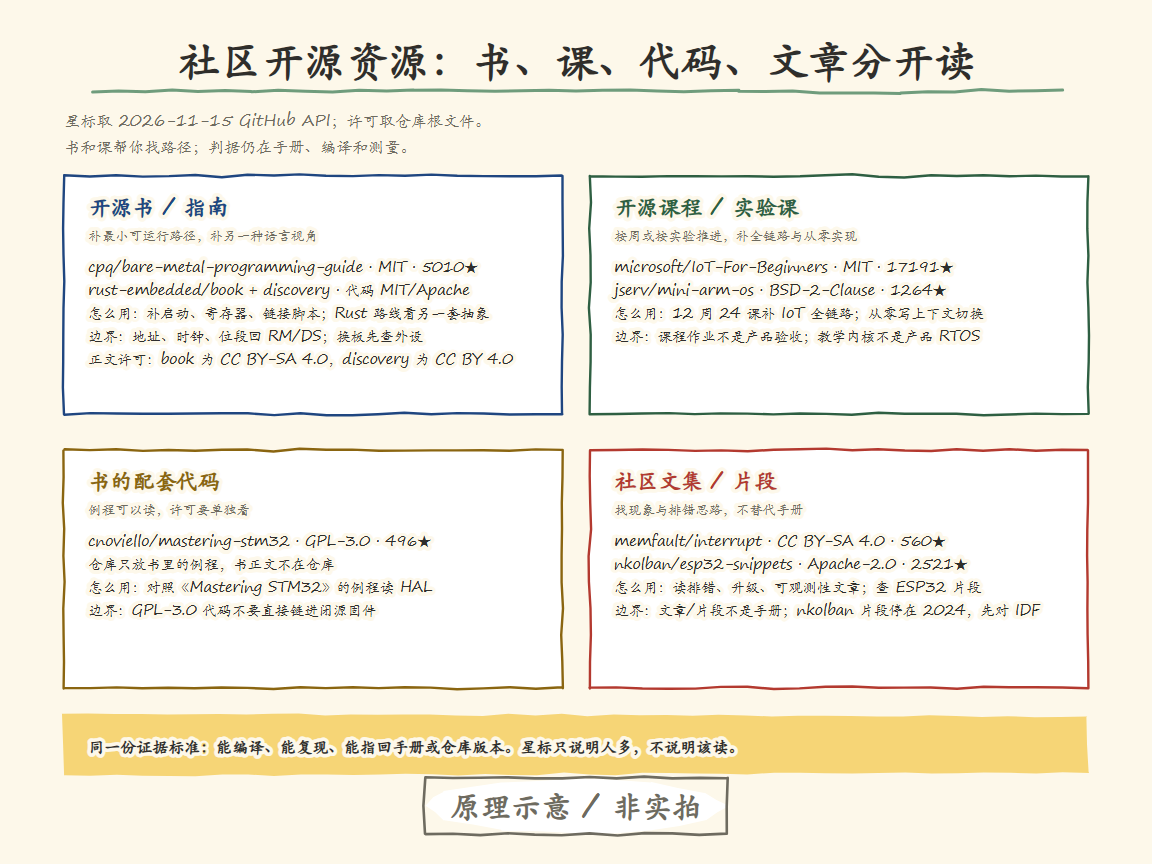 社区开源资源：书、课、代码、文章分开读
星标取 2026-11-15 GitHub API；许可取仓库根文件。
书和课帮你找路径；判据仍在手册、编译和测量。
开源书 / 指南
补最小可运行路径，补另一种语言视角
cpq/bare-metal-programming-guide · MIT · 5010★
rust-embedded/book + discovery · 代码 MIT/Apache
怎么用：补启动、寄存器、链接脚本；Rust 路线看另一套抽象
边界：地址、时钟、位段回 RM/DS；换板先查外设
正文许可：book 为 CC BY-SA 4.0，discovery 为 CC BY 4.0
开源课程 / 实验课
按周或按实验推进，补全链路与从零实现
microsoft/IoT-For-Beginners · MIT · 17191★
jserv/mini-arm-os · BSD-2-Clause · 1264★
怎么用：12 周 24 课补 IoT 全链路；从零写上下文切换
边界：课程作业不是产品验收；教学内核不是产品 RTOS
书的配套代码
例程可以读，许可要单独看
cnoviello/mastering-stm32 · GPL-3.0 · 496★
仓库只放书里的例程，书正文不在仓库
怎么用：对照《Mastering STM32》的例程读 HAL
边界：GPL-3.0 代码不要直接链进闭源固件
社区文集 / 片段
找现象与排错思路，不替代手册
memfault/interrupt · CC BY-SA 4.0 · 560★
nkolban/esp32-snippets · Apache-2.0 · 2521★
怎么用：读排错、升级、可观测性文章；查 ESP32 片段
边界：文章/片段不是手册；nkolban 片段停在 2024，先对 IDF
同一份证据标准：能编译、能复现、能指回手册或仓库版本。星标只说明人多，不说明该读。
原理示意 / 非实拍